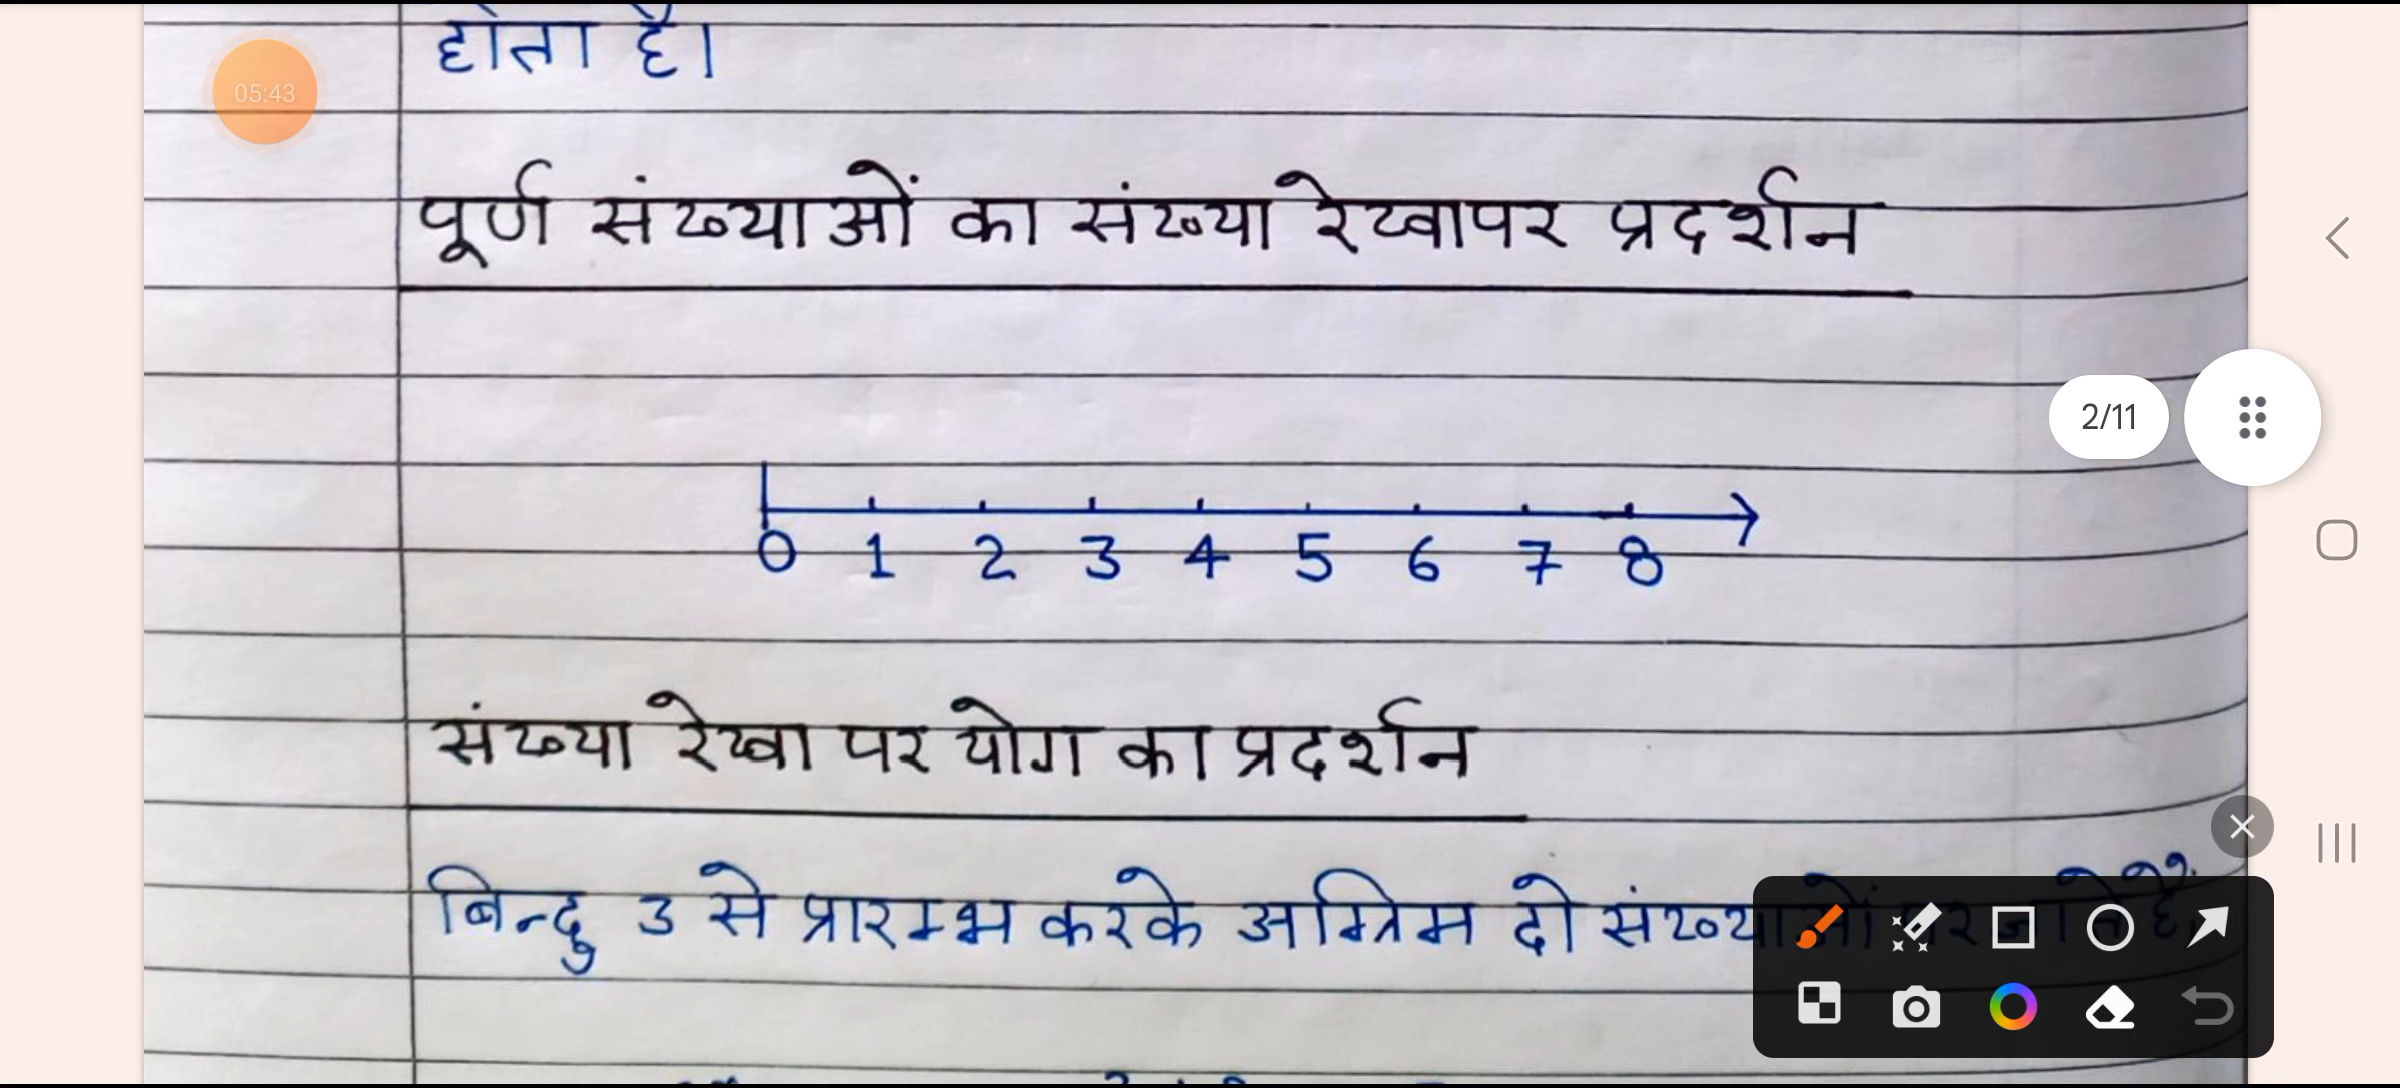 होता है।
05:43
पूर्ण संख्याओं का संख्या रेखापर प्रदर्शन
2/11
0 1 2 3 4 5 6 7 8
संख्या रेखा पर योग का प्रदर्शन
बिन्दु 3 से प्रारम्भ करके अग्रिम दो संख्याओं पर जाते हैं।